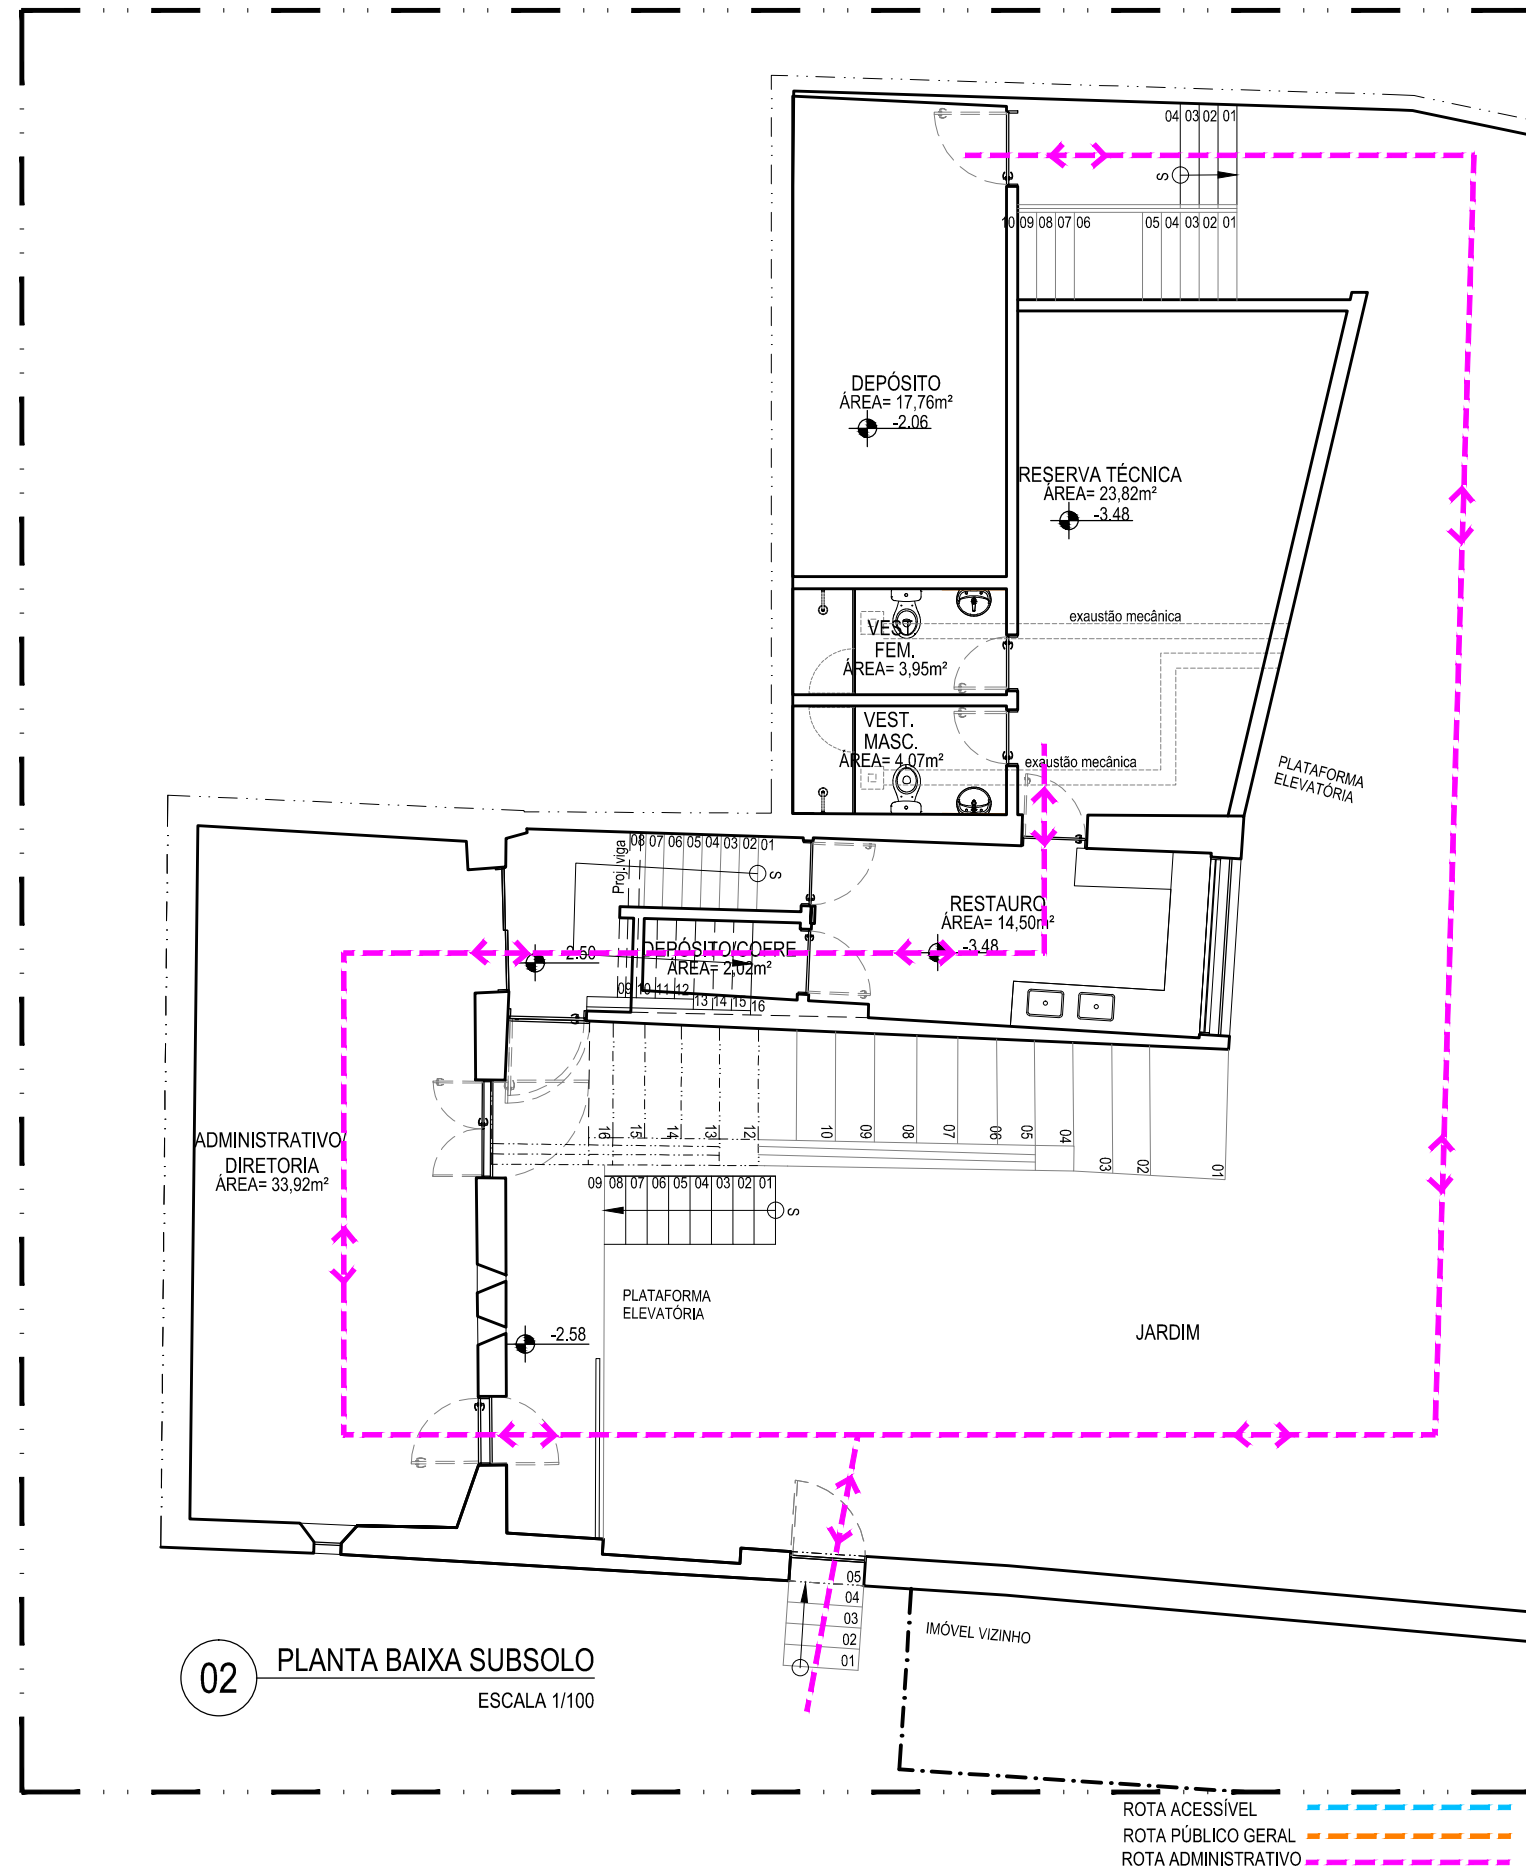 04 03 02 01
S
10 09 08 07 06 05 04 03 02 01
DEPÓSITO
ÁREA= 17,76m²
-2.06
RESERVA TÉCNICA
ÁREA= 23,82m²
-3.48
exaustão mecânica
VEST.
FEM.
ÁREA= 3,95m²
VEST.
MASC.
ÁREA= 4,07m²
exaustão mecânica
PLATAFORMA
ELEVATÓRIA
Proj. viga
08 07 06 05 04 03 02 01
S
RESTAURO
ÁREA= 14,50m²
-3.48
DEPÓSITO/COFRE
ÁREA= 2,02m²
-2.50
09 10 11 12 13 14 15 16
ADMINISTRATIVO/
DIRETORIA
ÁREA= 33,92m²
16 15 14 13 12 10 09 08 07 06 05 04 03 02 01
09 08 07 06 05 04 03 02 01
S
PLATAFORMA
ELEVATÓRIA
-2.58
JARDIM
05
04
03
02
01
IMÓVEL VIZINHO
02
PLANTA BAIXA SUBSOLO
ESCALA 1/100
ROTA ACESSÍVEL
ROTA PÚBLICO GERAL
ROTA ADMINISTRATIVO